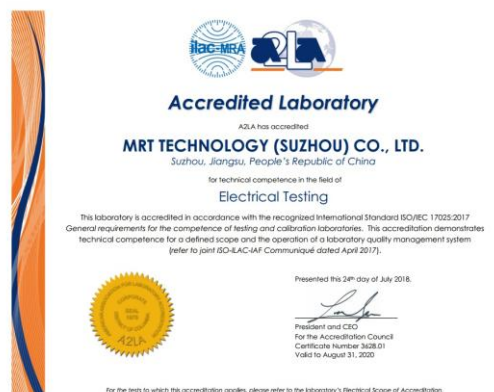 ilac-MRA
A2LA
Accredited Laboratory
A2LA has accredited
MRT TECHNOLOGY (SUZHOU) CO., LTD.
Suzhou, Jiangsu, People's Republic of China
for technical competence in the field of
Electrical Testing
This laboratory is accredited in accordance with the recognized International Standard ISO/IEC 17025:2017
General requirements for the competence of testing and calibration laboratories. This accreditation demonstrates
technical competence for a defined scope and the operation of a laboratory quality management system
(refer to joint ISO-ILAC-IAF Communiqué dated April 2017).
Presented this 24th day of July 2018.
CORPORATE
SEAL
1978
A2LA
President and CEO
For the Accreditation Council
Certificate Number 3628.01
Valid to August 31, 2020
For the tests to which this accreditation applies, please refer to the laboratory's Electrical Scope of Accreditation.